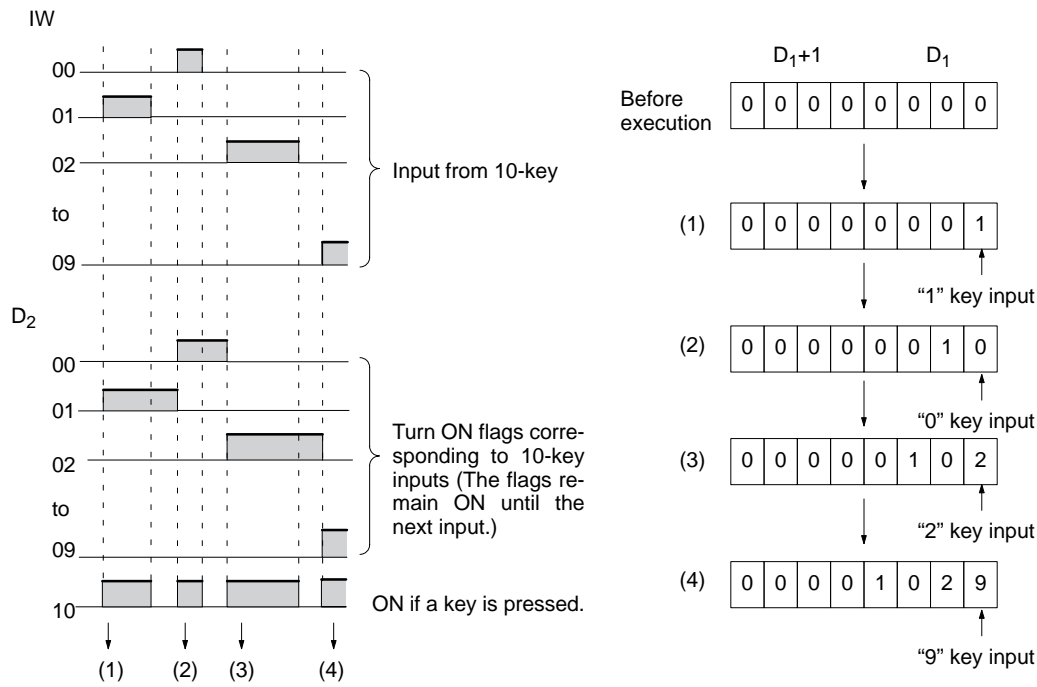 IW
00
01
02
to
09
Input from 10-key
D2
00
01
02
to
09
10
Turn ON flags corre-
sponding to 10-key
inputs (The flags re-
main ON until the
next input.)
ON if a key is pressed.
(1) (2) (3) (4)
D1+1 D1
Before
execution
0 0 0 0 0 0 0 0
(1) 0 0 0 0 0 0 0 1
“1” key input
(2) 0 0 0 0 0 0 1 0
“0” key input
(3) 0 0 0 0 0 1 0 2
“2” key input
(4) 0 0 0 0 1 0 2 9
“9” key input